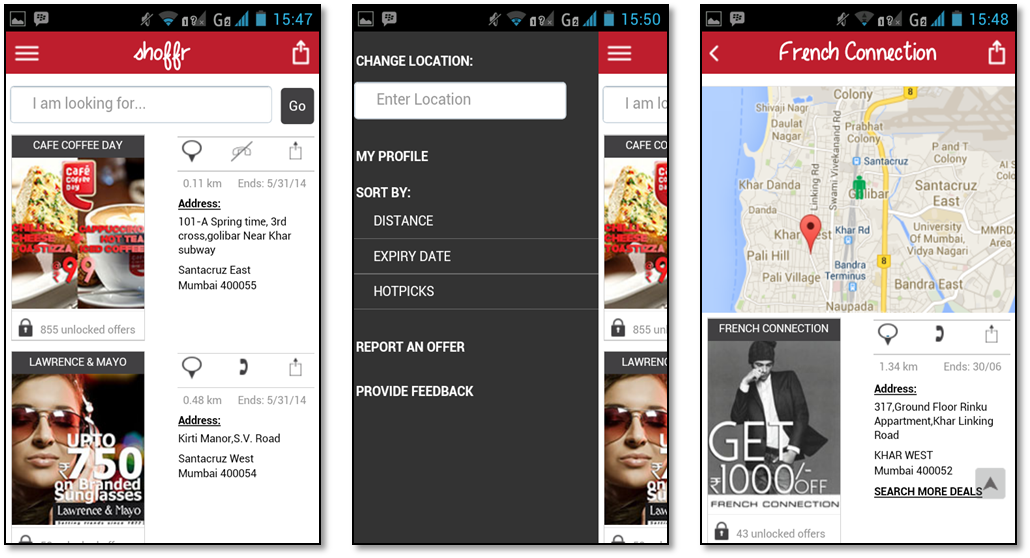 15:47
shoffr
I am looking for...
Go
CAFE COFFEE DAY
Café
Coffee
Day
CHILLI
CHEESE
TOASTIZZA
CAPPUCCINO
HOT TEA
ICED COFFEE
₹99
855 unlocked offers
0.11 km Ends: 5/31/14
Address:
101-A Spring time, 3rd
cross,golibar Near Khar
subway
Santacruz East
Mumbai 400055
LAWRENCE & MAYO
UPTO
₹750
on Branded
Sunglasses
Lawrence & Mayo
0.48 km Ends: 5/31/14
Address:
Kirti Manor,S.V. Road
Santacruz West
Mumbai 400054
15:50
CHANGE LOCATION:
Enter Location
MY PROFILE
SORT BY:
DISTANCE
EXPIRY DATE
HOTPICKS
REPORT AN OFFER
PROVIDE FEEDBACK
I am lo
CAFE CO
855 u
LAWREN
15:48
French Connection
Colony
8
Shivaji Nagar
Daulat
Nagar
Linking Rd
Swami Vivekanand Rd
Prabhat
Colony
P and T
Colony
Santacruz
Khar Danda
Golibar
Santacruz
East
Danda
University
Of Mumbai,
Vidya Nagari
MMRDA
Khar West
Khar Rd
Pali Hill
Bandra
Terminus
8
Pali Village
Bandra East
Naupada
FRENCH CONNECTION
GET
₹1000/-
OFF
FRENCH CONNECTION
43 unlocked offers
1.34 km Ends: 30/06
Address:
317,Ground Floor Rinku
Appartment,Khar Linking
Road
KHAR WEST
Mumbai 400052
SEARCH MORE DEALS